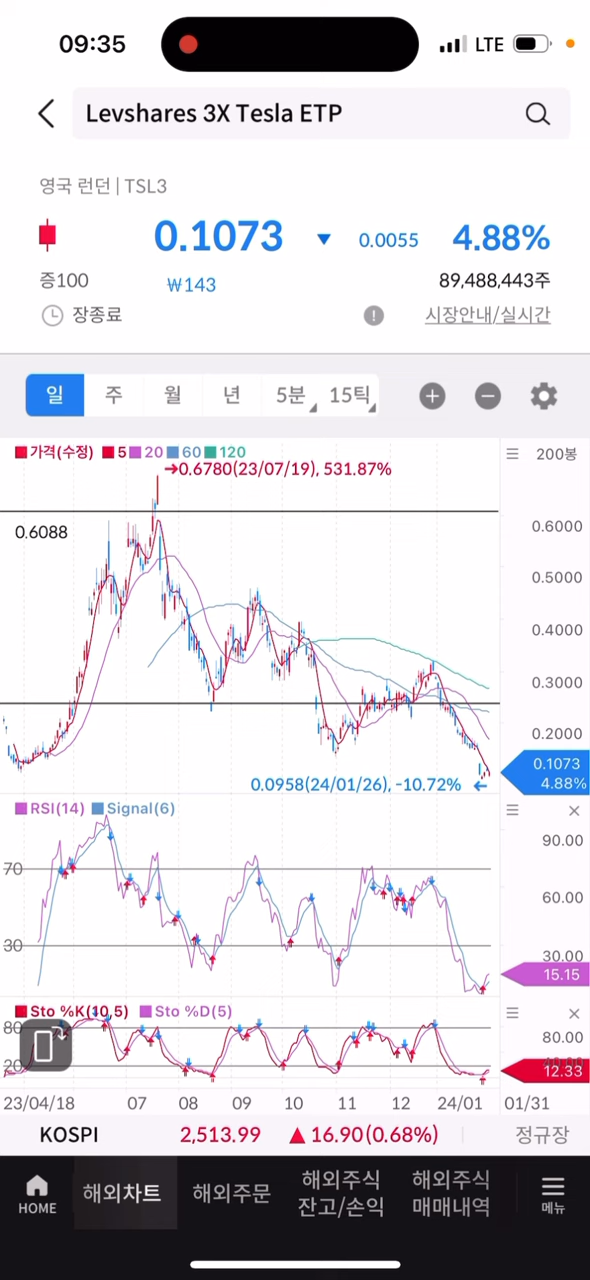 09:35
LTE
Levshares 3X Tesla ETP
영국 런던 | TSL3
0.1073 ▼ 0.0055 4.88%
증100 ₩143 89,488,443주
장종료 시장안내/실시간
일 주 월 년 5분 15틱
가격(수정) 5 20 60 120 200봉
→0.6780(23/07/19), 531.87%
0.6088
0.6000
0.5000
0.4000
0.3000
0.2000
0.1073
4.88%
0.0958(24/01/26), -10.72% ←
RSI(14) Signal(6)
90.00
70
60.00
30
30.00
15.15
Sto %K(10,5) Sto %D(5)
80 80.00
20
12.33
23/04/18 07 08 09 10 11 12 24/01 01/31
KOSPI 2,513.99 ▲ 16.90(0.68%) 정규장
HOME
해외차트
해외주문
해외주식
잔고/손익
해외주식
매매내역
메뉴